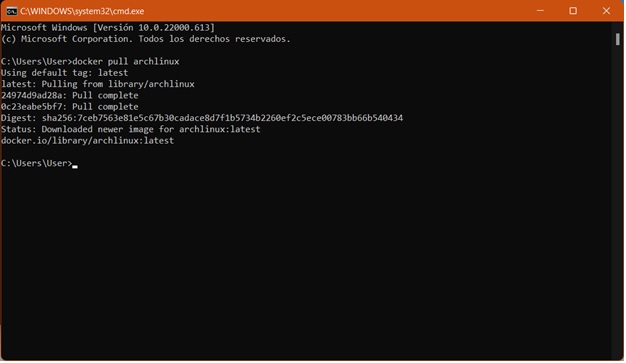 C:\WINDOWS\system32\cmd.exe
Microsoft Windows [Versión 10.0.22000.613]
(c) Microsoft Corporation. Todos los derechos reservados.
C:\Users\User>docker pull archlinux
Using default tag: latest
latest: Pulling from library/archlinux
24974d9ad28a: Pull complete
0c23eabe5bf7: Pull complete
Digest: sha256:7ceb7563e81e5c67b30cadace8d7f1b5734b2260ef2c5ece00783bb66b540434
Status: Downloaded newer image for archlinux:latest
docker.io/library/archlinux:latest
C:\Users\User>